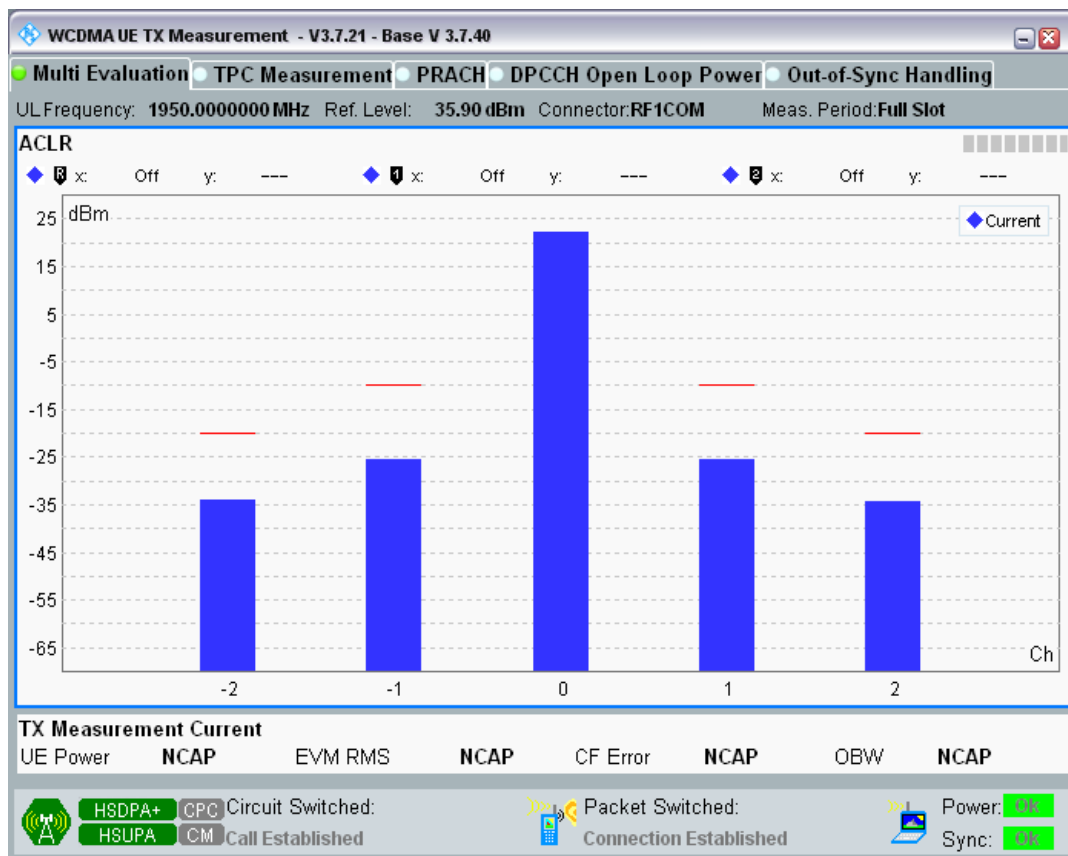 WCDMA UE TX Measurement - V3.7.21 - Base V 3.7.40
Multi Evaluation TPC Measurement PRACH DPCCH Open Loop Power Out-of-Sync Handling
UL Frequency: 1950.0000000 MHz Ref. Level: 35.90 dBm Connector:RF1COM Meas. Period:Full Slot
ACLR
R x: Off y: --- 1 x: Off y: --- 2 x: Off y: ---
dBm
Current
25
15
5
-5
-15
-25
-35
-45
-55
-65
Ch
-2 -1 0 1 2
TX Measurement Current
UE Power NCAP EVM RMS NCAP CF Error NCAP OBW NCAP
HSDPA+ CPC Circuit Switched: Packet Switched: Power: OK
HSUPA CM Call Established Connection Established Sync: OK